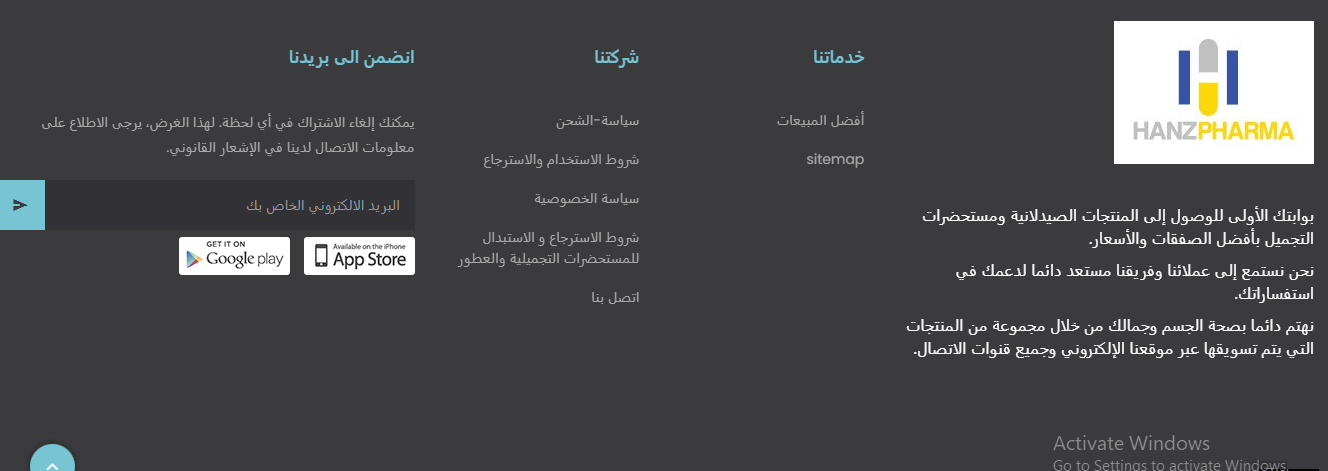 HANZPHARMA
بوابتك الأولى للوصول إلى المنتجات الصيدلانية ومستحضرات
التجميل بأفضل الصفقات والأسعار.
نحن نستمع إلى عملائنا وفريقنا مستعد دائما لدعمك في
استفساراتك.
نهتم دائما بصحة الجسم وجمالك من خلال مجموعة من المنتجات
التي يتم تسويقها عبر موقعنا الإلكتروني وجميع قنوات الاتصال.
خدماتنا
أفضل المبيعات
sitemap
شركتنا
سياسة-الشحن
شروط الاستخدام والاسترجاع
سياسة الخصوصية
شروط الاسترجاع و الاستبدال
للمستحضرات التجميلية والعطور
اتصل بنا
انضمن الى بريدنا
يمكنك إلغاء الاشتراك في أي لحظة. لهذا الغرض، يرجى الاطلاع على
معلومات الاتصال لدينا في الإشعار القانوني.
البريد الالكتروني الخاص بك
Available on the iPhone
App Store
GET IT ON
Google play
Activate Windows
Go to Settings to activate Windows.